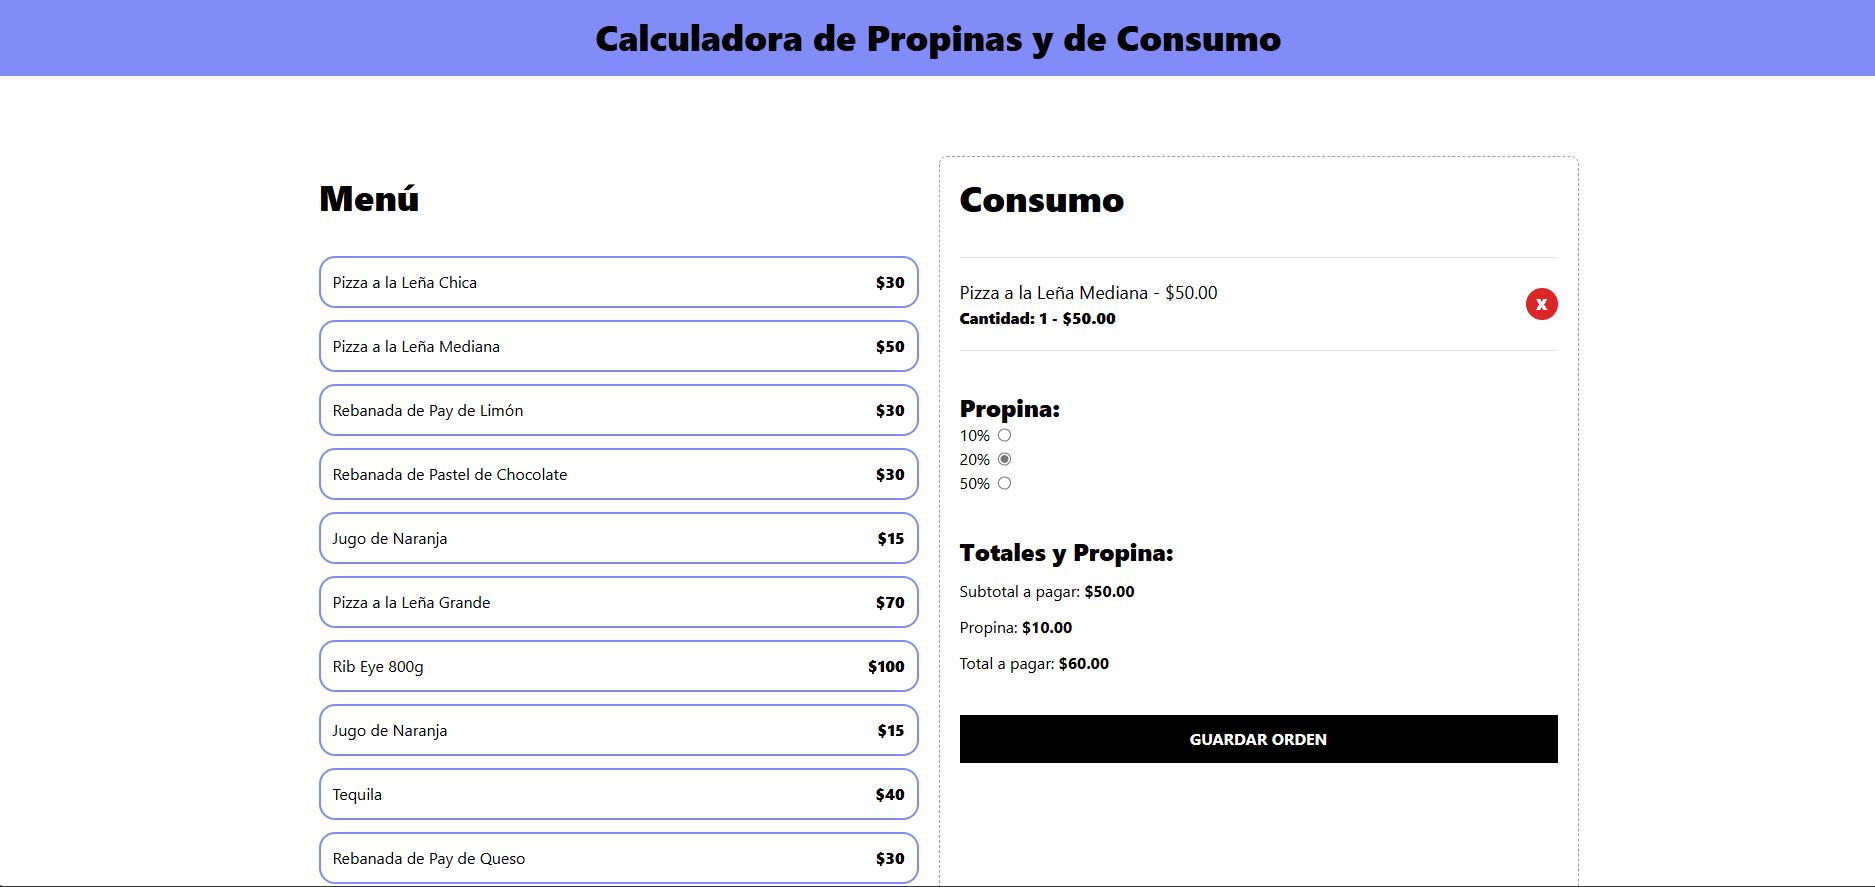 Calculadora de Propinas y de Consumo
Menú
Pizza a la Leña Chica $30
Pizza a la Leña Mediana $50
Rebanada de Pay de Limón $30
Rebanada de Pastel de Chocolate $30
Jugo de Naranja $15
Pizza a la Leña Grande $70
Rib Eye 800g $100
Jugo de Naranja $15
Tequila $40
Rebanada de Pay de Queso $30
Consumo
Pizza a la Leña Mediana - $50.00
Cantidad: 1 - $50.00
X
Propina:
10%
20%
50%
Totales y Propina:
Subtotal a pagar: $50.00
Propina: $10.00
Total a pagar: $60.00
GUARDAR ORDEN